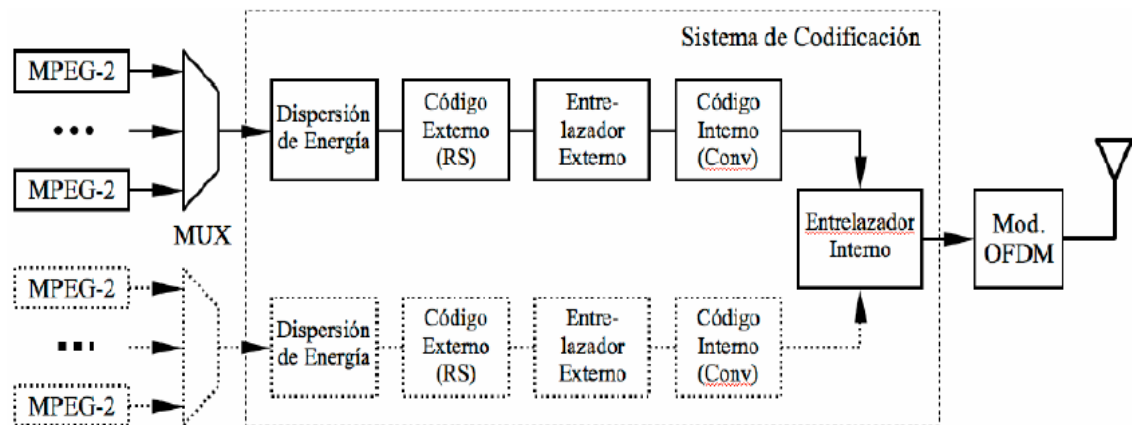 Sistema de Codificación
MPEG-2
MPEG-2
MUX
Dispersión
de Energía
Código
Externo
(RS)
Entre-
lazador
Externo
Código
Interno
(Conv)
Entrelazador
Interno
Mod.
OFDM
MPEG-2
MPEG-2
Dispersión
de Energía
Código
Externo
(RS)
Entre-
lazador
Externo
Código
Interno
(Conv)